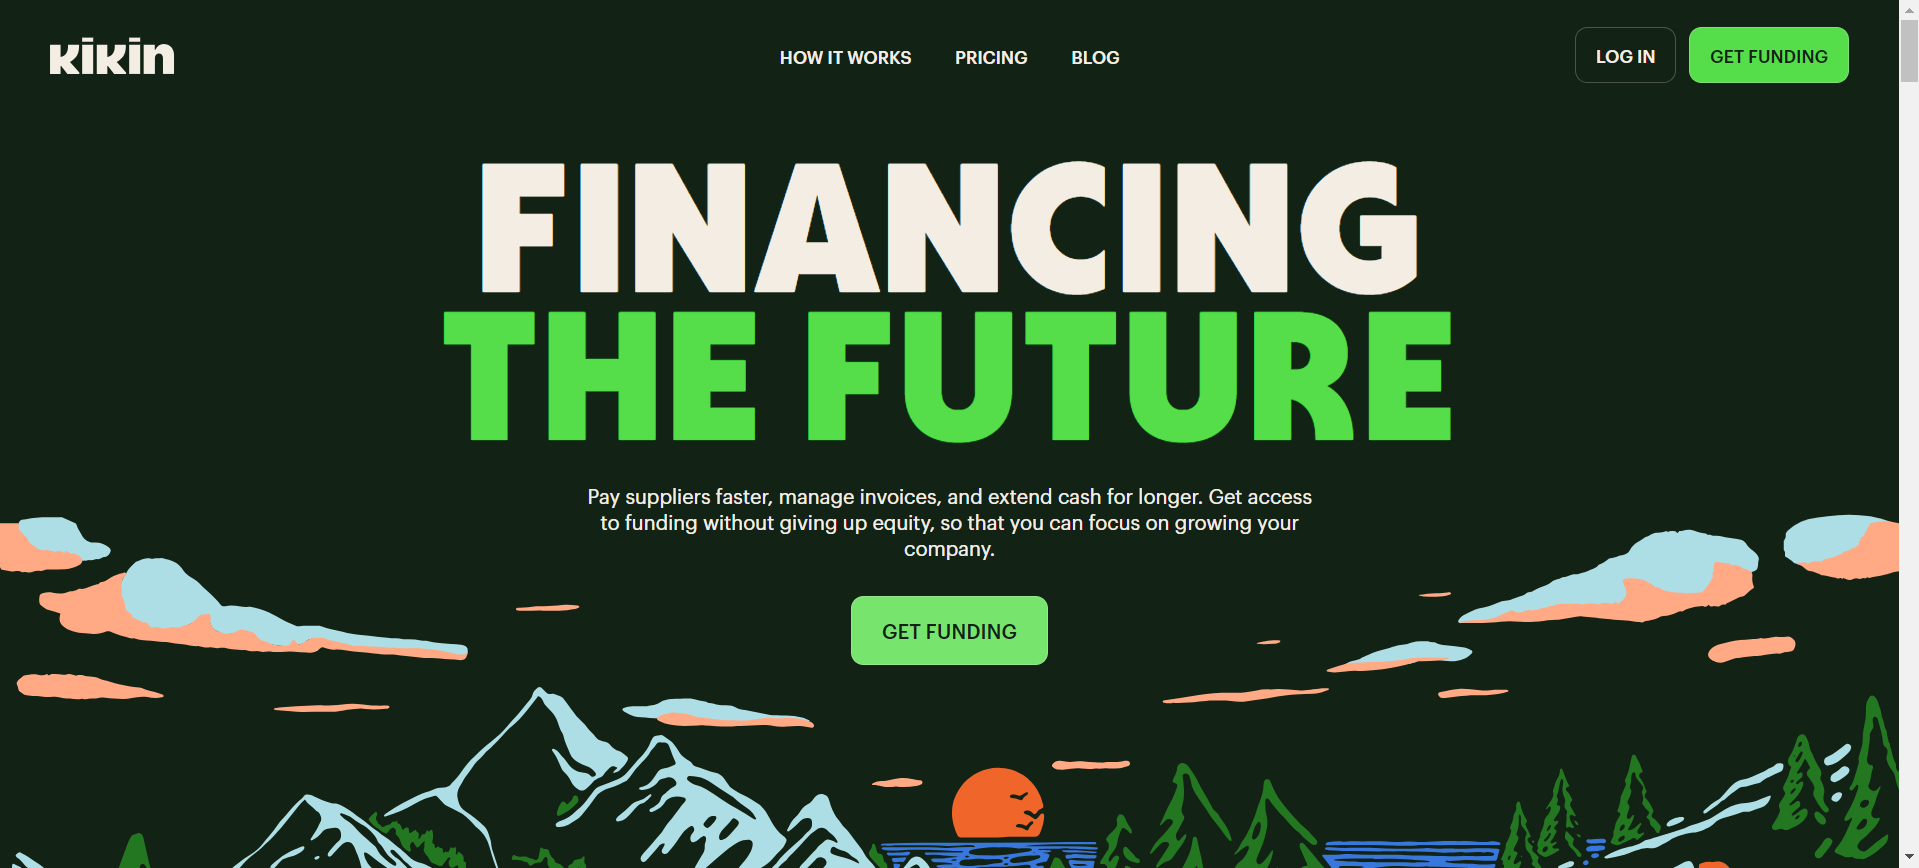 kikin
HOW IT WORKS
PRICING
BLOG
LOG IN
GET FUNDING
FINANCING
THE FUTURE
Pay suppliers faster, manage invoices, and extend cash for longer. Get access
to funding without giving up equity, so that you can focus on growing your
company.
GET FUNDING